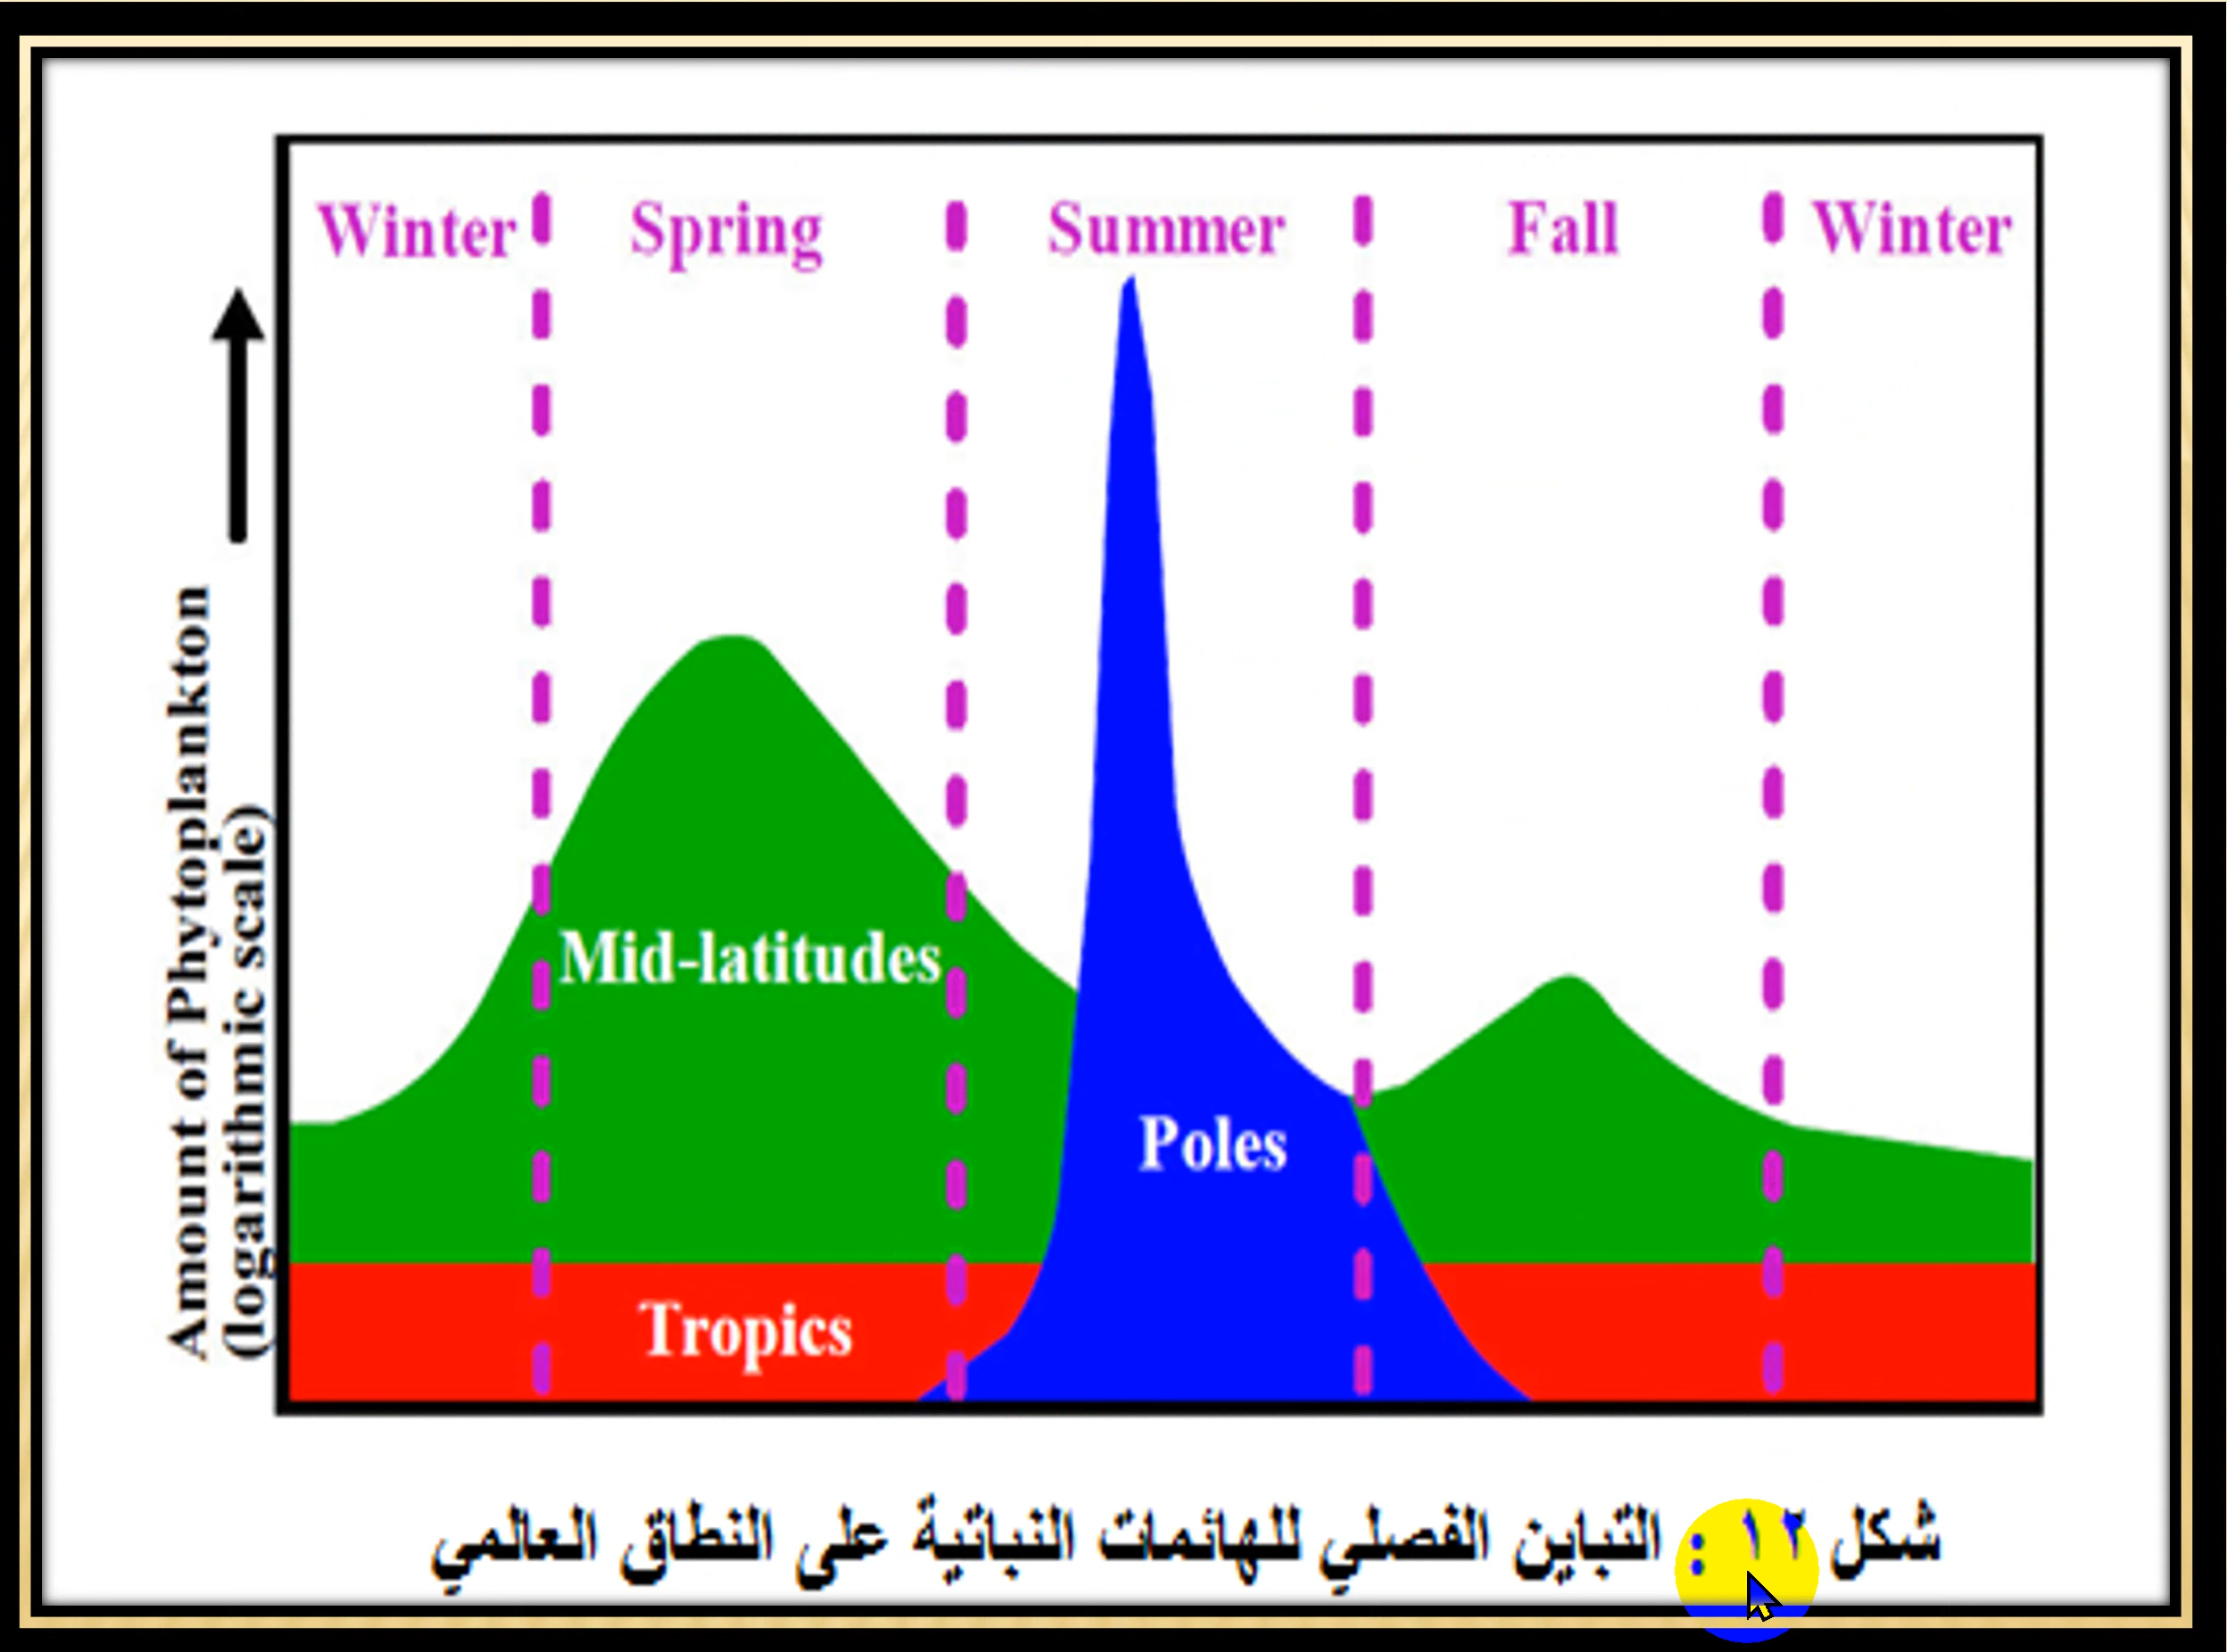 Winter Spring Summer Fall Winter
Amount of Phytoplankton
(logarithmic scale)
Mid-latitudes
Poles
Tropics
شكل ١٢ : التباين الفصلي للهائمات النباتية على النطاق العالمي